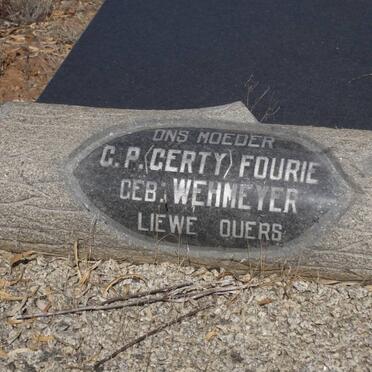 ONS MOEDER
C.P. (CERTY) FOURIE
GEB. WEHMEYER
LIEWE OUERS